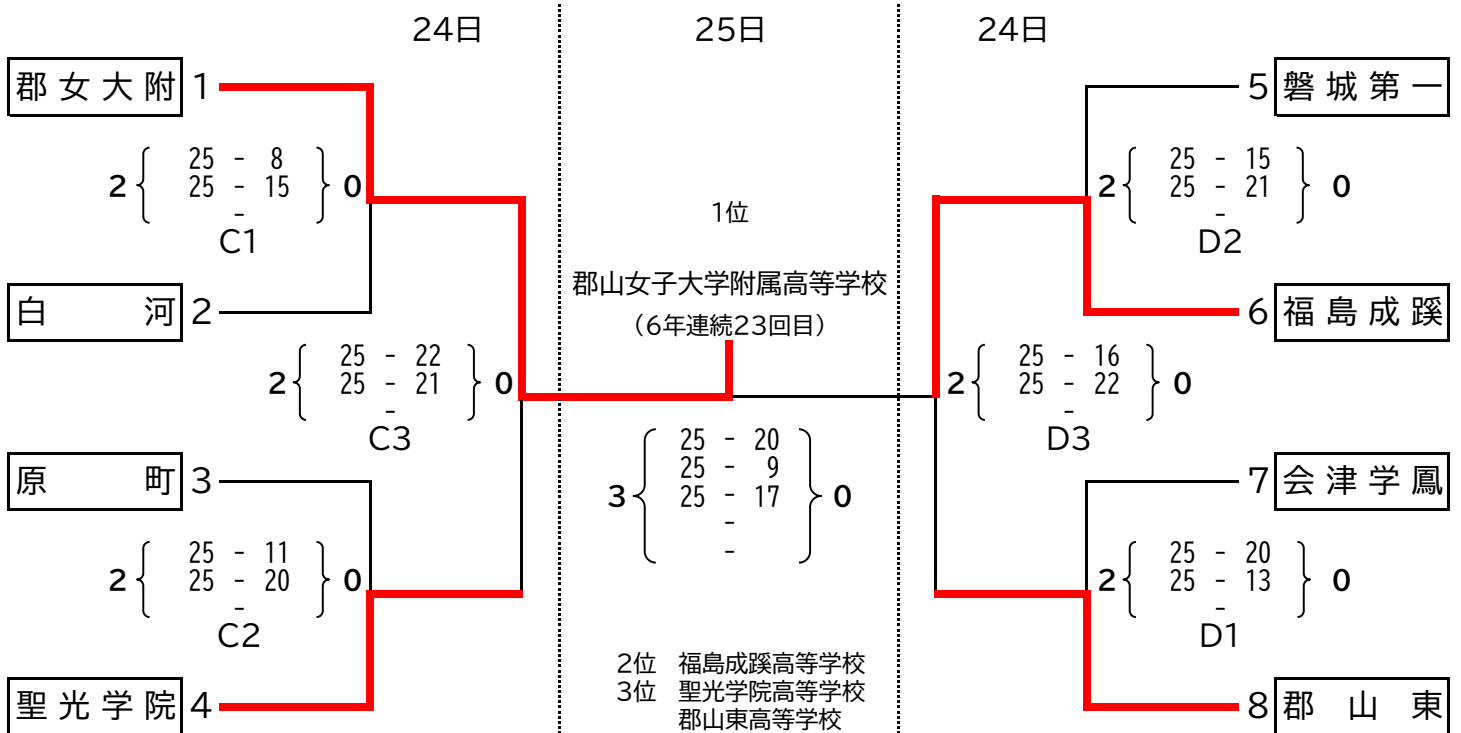 24日 25日 24日
郡女大附 1
5 磐城第一
2 25 - 8 0
25 - 15
-
C1
2 25 - 15 0
25 - 21
-
D2
1位
郡山女子大学附属高等学校
（6年連続23回目）
白河 2
6 福島成蹊
2 25 - 22 0
25 - 21
-
C3
2 25 - 16 0
25 - 22
-
D3
3 25 - 20 0
25 - 9
25 - 17
-
-
原町 3
7 会津学鳳
2 25 - 11 0
25 - 20
-
C2
2 25 - 20 0
25 - 13
-
D1
聖光学院 4
8 郡山東
2位 福島成蹊高等学校
3位 聖光学院高等学校
郡山東高等学校